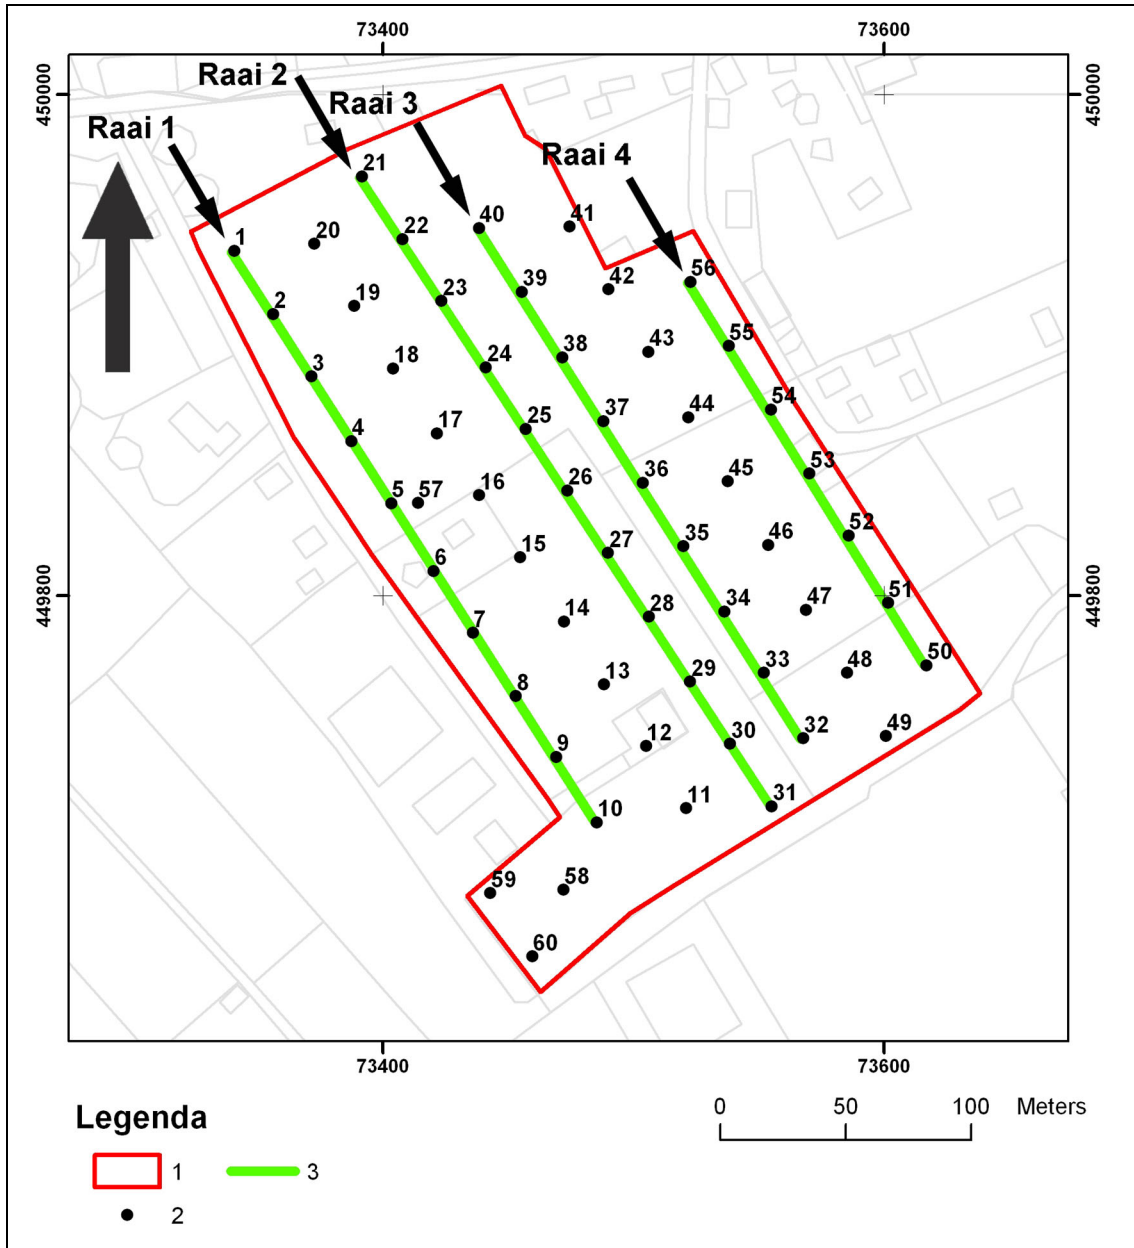 73400 73600
450000 450000
Raai 2
Raai 3
Raai 1
Raai 4
21
1 20 22 40 41
2 19 23 39 42 56
3 18 24 38 43 55
4 17 25 37 44 54
5 57 16 26 36 45 53
6 15 27 35 46 52
449800 449800
7 14 28 34 47 51
8 13 29 33 48 50
9 12 30 32 49
10 11 31
59 58
60
73400 73600
0 50 100 Meters
Legenda
1 3
2